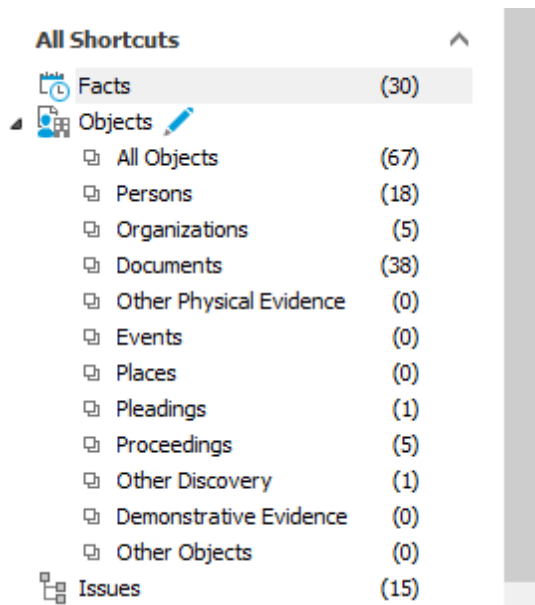 All Shortcuts
Facts (30)
Objects
All Objects (67)
Persons (18)
Organizations (5)
Documents (38)
Other Physical Evidence (0)
Events (0)
Places (0)
Pleadings (1)
Proceedings (5)
Other Discovery (1)
Demonstrative Evidence (0)
Other Objects (0)
Issues (15)